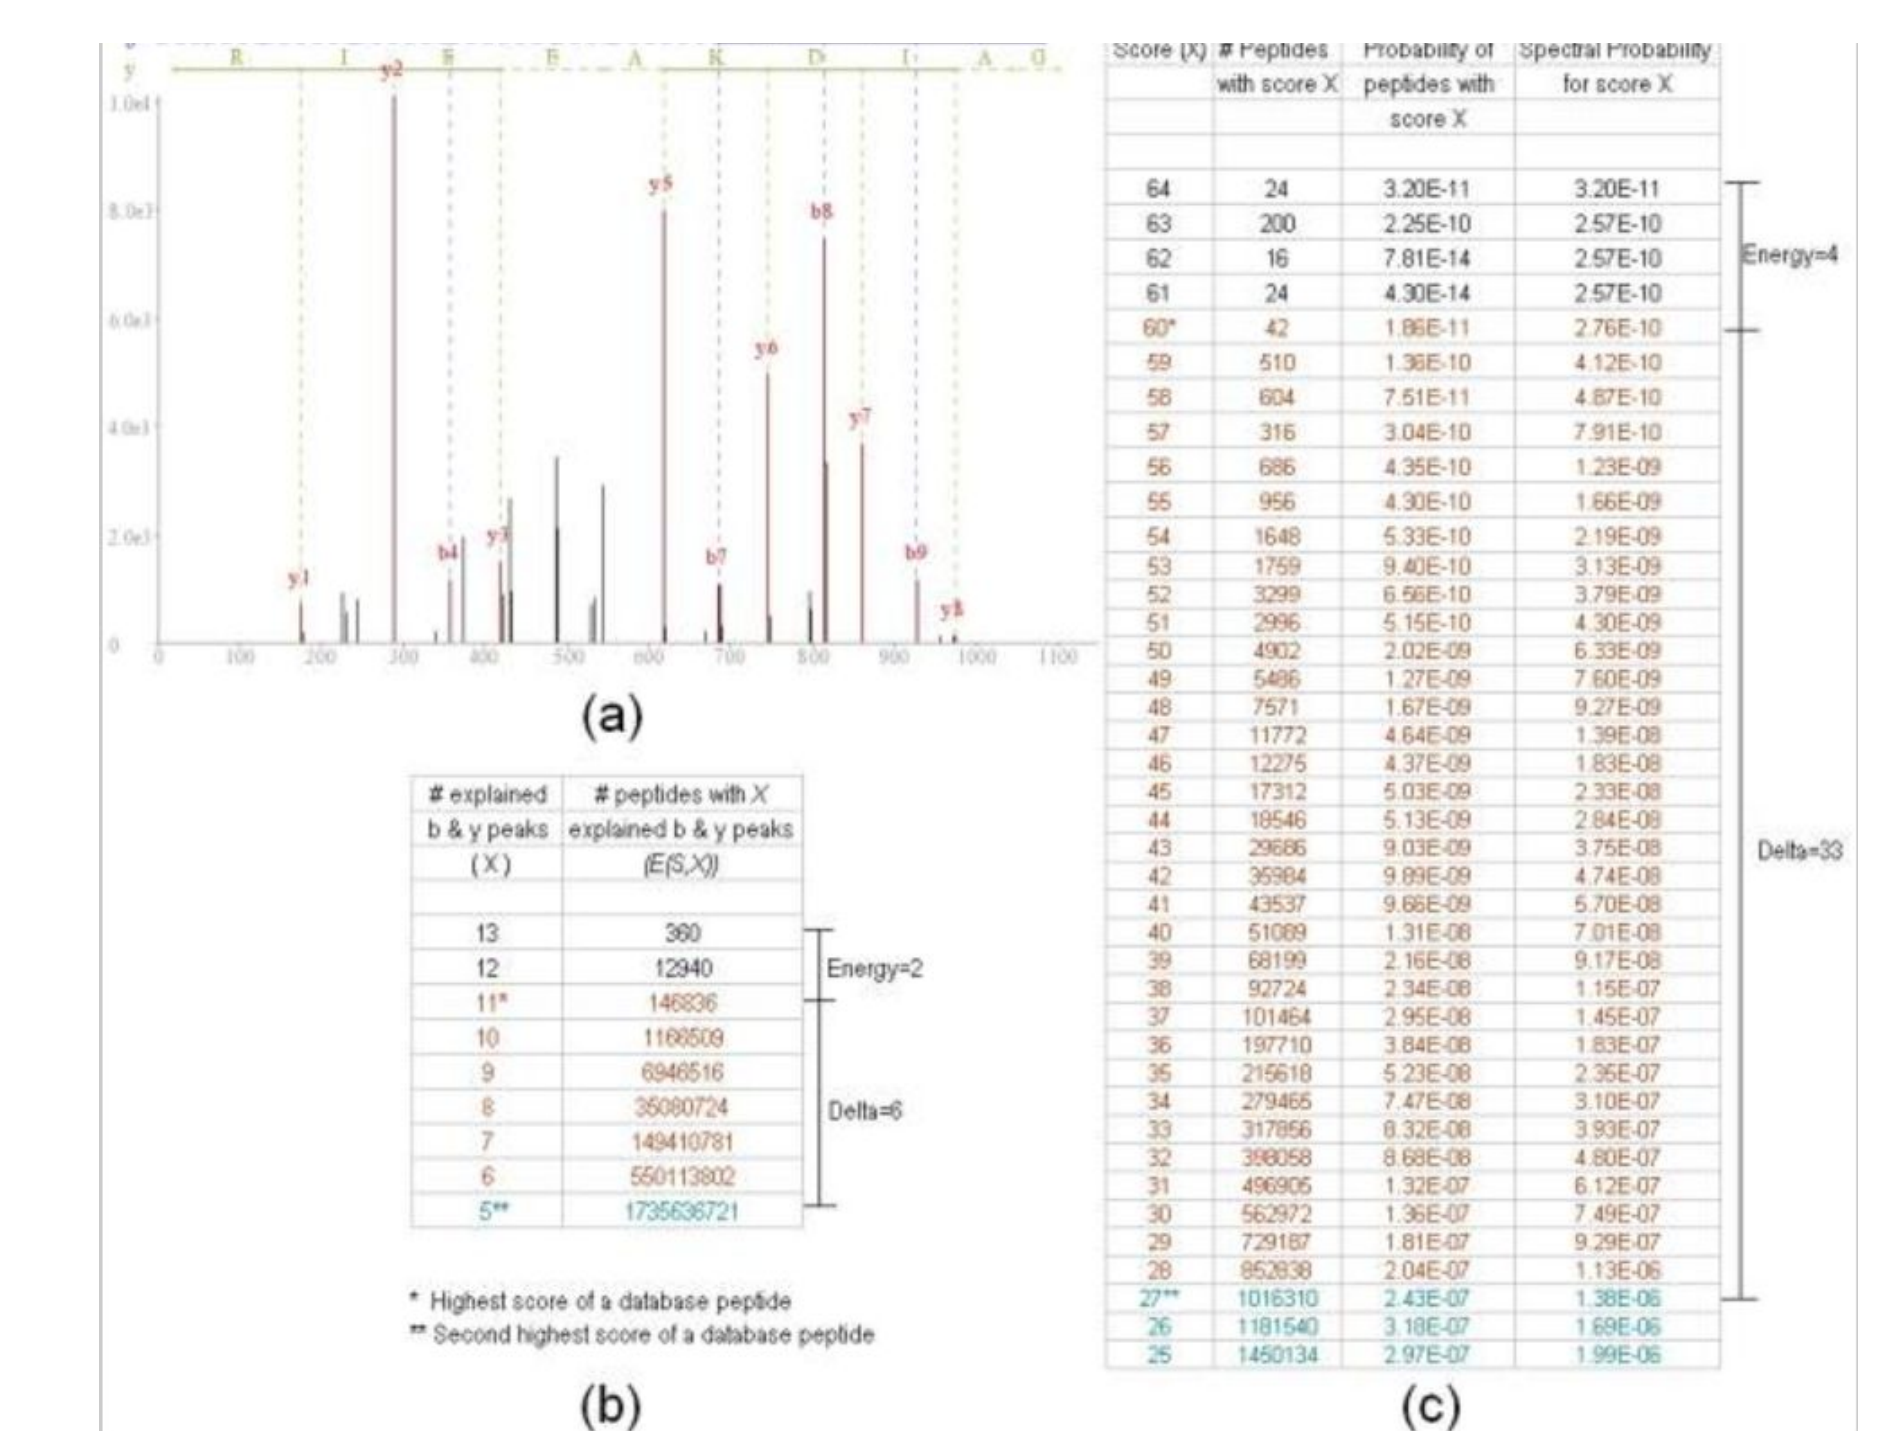 y R I E E A K D I A G
y2
1.0e4
y5
8.0e3
b8
6.0e3
y6
y7
4.0e3
2.0e3
y3
b4
b7
b9
y1
y8
0
0 100 200 300 400 500 600 700 800 900 1000 1100
(a)
# explained # peptides with X
b & y peaks explained b & y peaks
(X) (E(S,X))
13 360
12 12940
Energy=2
11* 146836
10 1166509
9 6946516
8 35080724
Delta=6
7 149410781
6 550113802
5** 1735636721
* Highest score of a database peptide
** Second highest score of a database peptide
(b)
Score (X) # Peptides Probability of Spectral Probability
with score X peptides with for score X
score X
64 24 3.20E-11 3.20E-11
63 200 2.25E-10 2.57E-10
62 16 7.81E-14 2.57E-10
Energy=4
61 24 4.30E-14 2.57E-10
60* 42 1.86E-11 2.76E-10
59 510 1.36E-10 4.12E-10
58 604 7.51E-11 4.87E-10
57 316 3.04E-10 7.91E-10
56 686 4.35E-10 1.23E-09
55 956 4.30E-10 1.66E-09
54 1648 5.33E-10 2.19E-09
53 1759 9.40E-10 3.13E-09
52 3299 6.56E-10 3.79E-09
51 2996 5.15E-10 4.30E-09
50 4902 2.02E-09 6.33E-09
49 5486 1.27E-09 7.60E-09
48 7571 1.67E-09 9.27E-09
47 11772 4.64E-09 1.39E-08
46 12275 4.37E-09 1.83E-08
45 17312 5.03E-09 2.33E-08
44 18546 5.13E-09 2.84E-08
43 29686 9.03E-09 3.75E-08
Delta=33
42 35984 9.89E-09 4.74E-08
41 43537 9.66E-09 5.70E-08
40 51089 1.31E-08 7.01E-08
39 68199 2.16E-08 9.17E-08
38 92724 2.34E-08 1.15E-07
37 101464 2.95E-08 1.45E-07
36 197710 3.84E-08 1.83E-07
35 215618 5.23E-08 2.35E-07
34 279465 7.47E-08 3.10E-07
33 317856 8.32E-08 3.93E-07
32 398058 8.68E-08 4.80E-07
31 496905 1.32E-07 6.12E-07
30 562972 1.36E-07 7.49E-07
29 729187 1.81E-07 9.29E-07
28 852838 2.04E-07 1.13E-06
27** 1016310 2.43E-07 1.38E-06
26 1181540 3.18E-07 1.69E-06
25 1450134 2.97E-07 1.99E-06
(c)